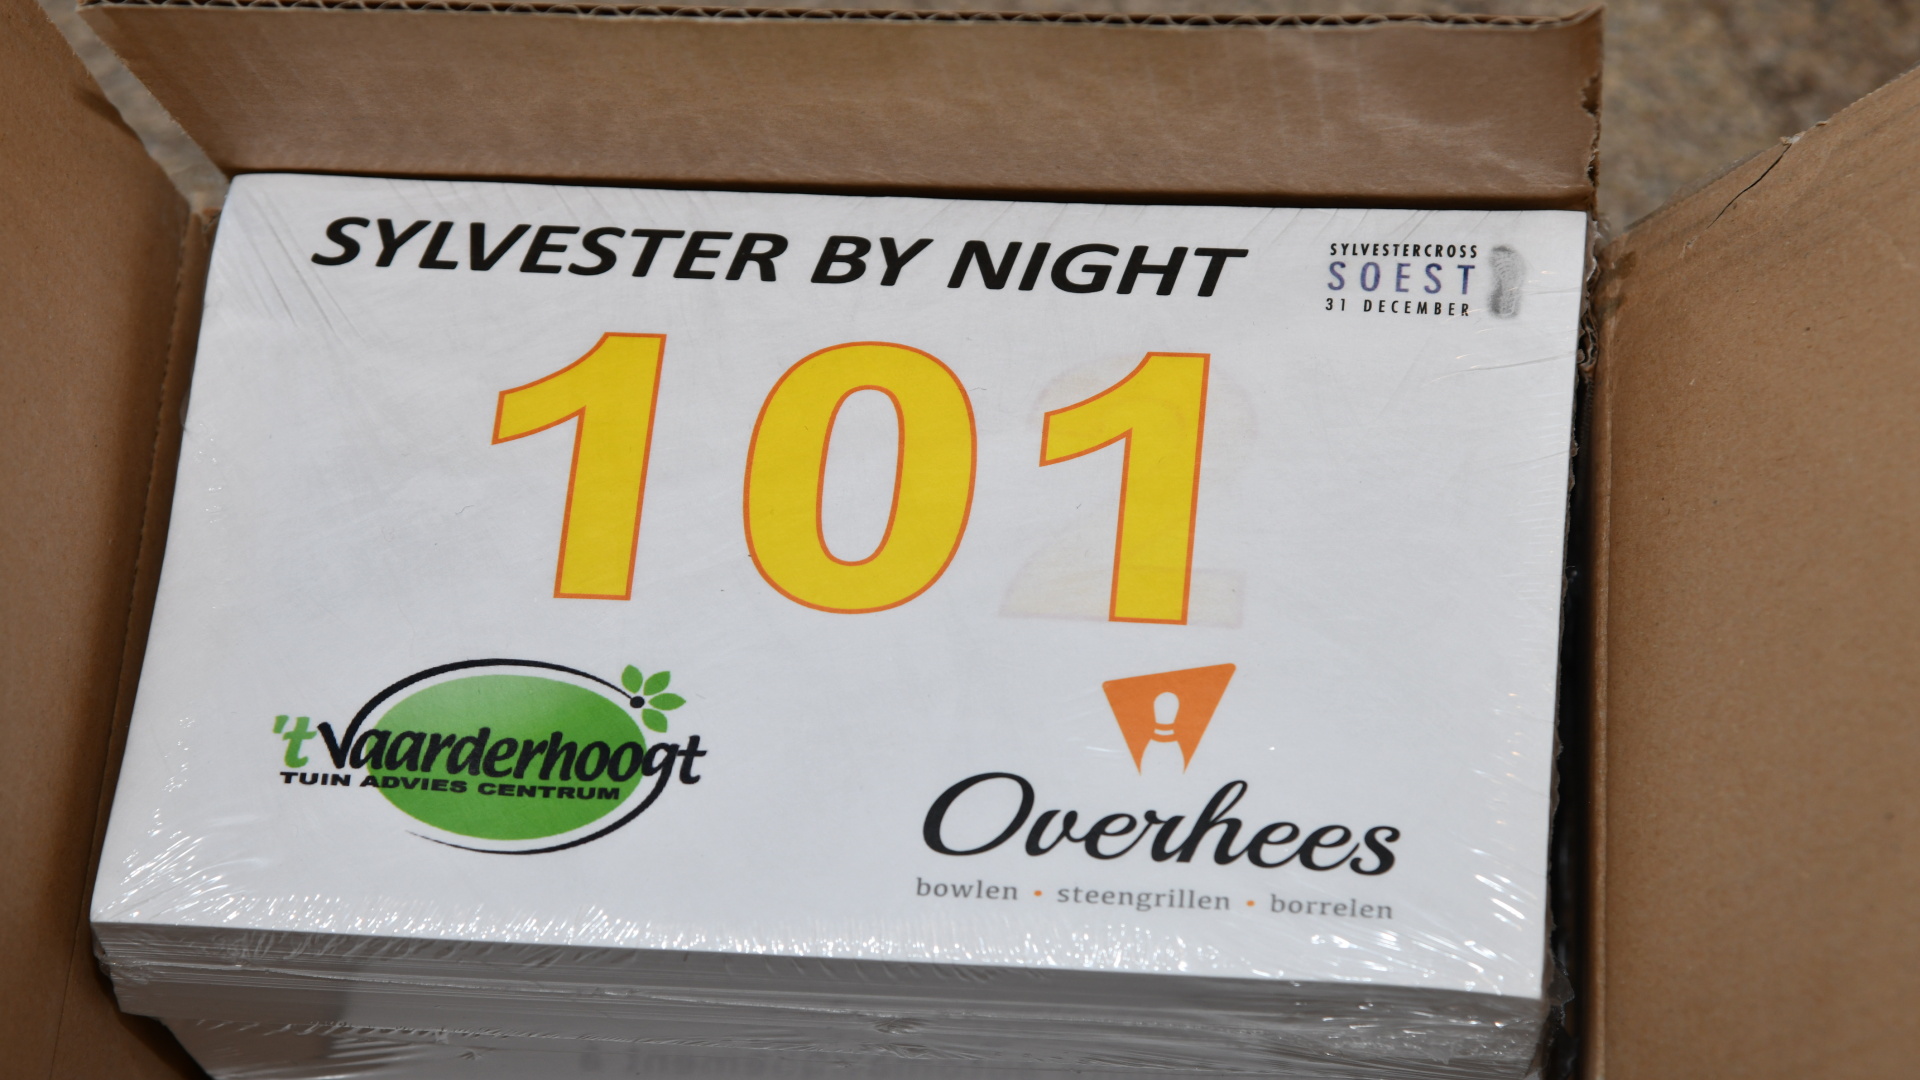 SYLVESTER BY NIGHT
SYLVESTERCROSS
SOEST
31 DECEMBER
101
't Vaarderhoogt
TUIN ADVIES CENTRUM
Overhees
bowlen • steengrillen • borrelen